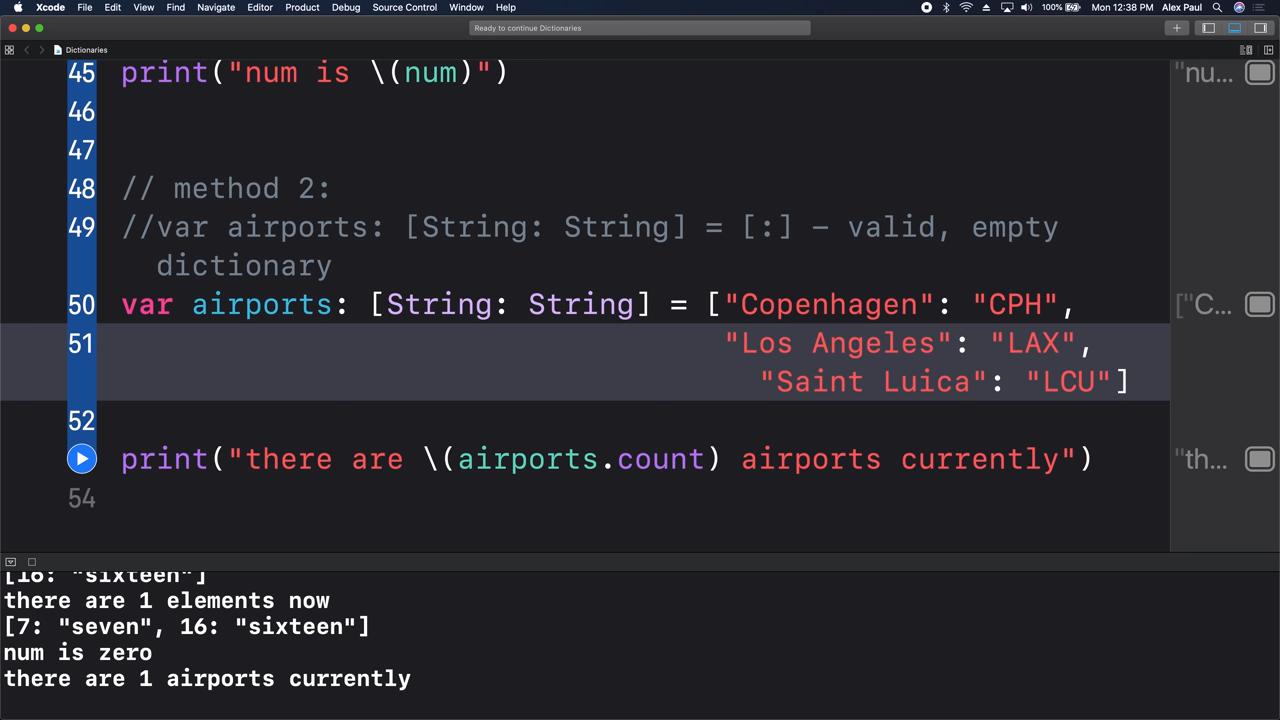 Xcode File Edit View Find Navigate Editor Product Debug Source Control Window Help 100% Mon 12:38 PM Alex Paul
Ready to continue Dictionaries
Dictionaries
45 print("num is \(num)") "nu...
46
47
48 // method 2:
49 //var airports: [String: String] = [:] - valid, empty
dictionary
50 var airports: [String: String] = ["Copenhagen": "CPH", ["C...
51 "Los Angeles": "LAX",
"Saint Luica": "LCU"]
52
print("there are \(airports.count) airports currently") "th...
54
[16: "sixteen"]
there are 1 elements now
[7: "seven", 16: "sixteen"]
num is zero
there are 1 airports currently